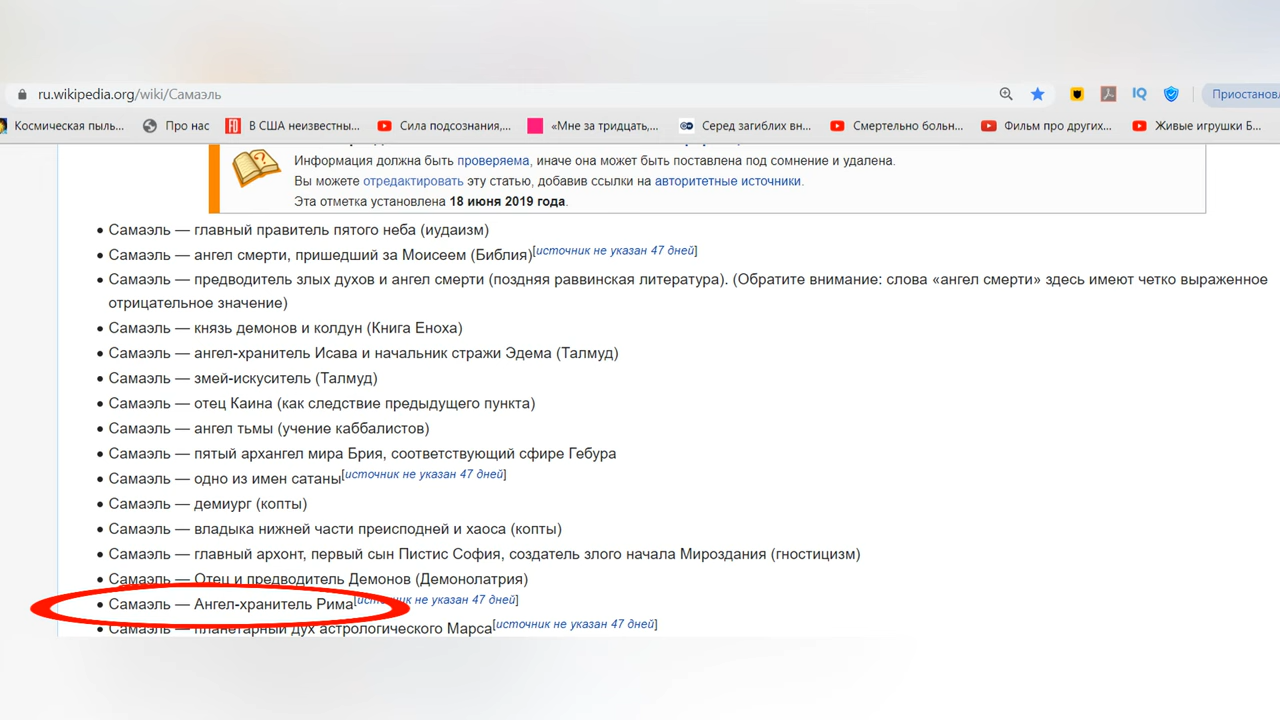 ru.wikipedia.org/wiki/Самаэль
IQ
Приостановл
Космическая пыль...
Про нас
В США неизвестны...
Сила подсознания,...
«Мне за тридцать,...
Серед загиблих вн...
Смертельно больн...
Фильм про других...
Живые игрушки Б...
Информация должна быть проверяема, иначе она может быть поставлена под сомнение и удалена.
Вы можете отредактировать эту статью, добавив ссылки на авторитетные источники.
Эта отметка установлена 18 июня 2019 года.
• Самаэль — главный правитель пятого неба (иудаизм)
• Самаэль — ангел смерти, пришедший за Моисеем (Библия)[источник не указан 47 дней]
• Самаэль — предводитель злых духов и ангел смерти (поздняя раввинская литература). (Обратите внимание: слова «ангел смерти» здесь имеют четко выраженное
отрицательное значение)
• Самаэль — князь демонов и колдун (Книга Еноха)
• Самаэль — ангел-хранитель Исава и начальник стражи Эдема (Талмуд)
• Самаэль — змей-искуситель (Талмуд)
• Самаэль — отец Каина (как следствие предыдущего пункта)
• Самаэль — ангел тьмы (учение каббалистов)
• Самаэль — пятый архангел мира Брия, соответствующий сфире Гебура
• Самаэль — одно из имен сатаны[источник не указан 47 дней]
• Самаэль — демиург (копты)
• Самаэль — владыка нижней части преисподней и хаоса (копты)
• Самаэль — главный архонт, первый сын Пистис София, создатель злого начала Мироздания (гностицизм)
• Самаэль — Отец и предводитель Демонов (Демонолатрия)
• Самаэль — Ангел-хранитель Рима[источник не указан 47 дней]
• Самаэль — планетарный дух астрологического Марса[источник не указан 47 дней]